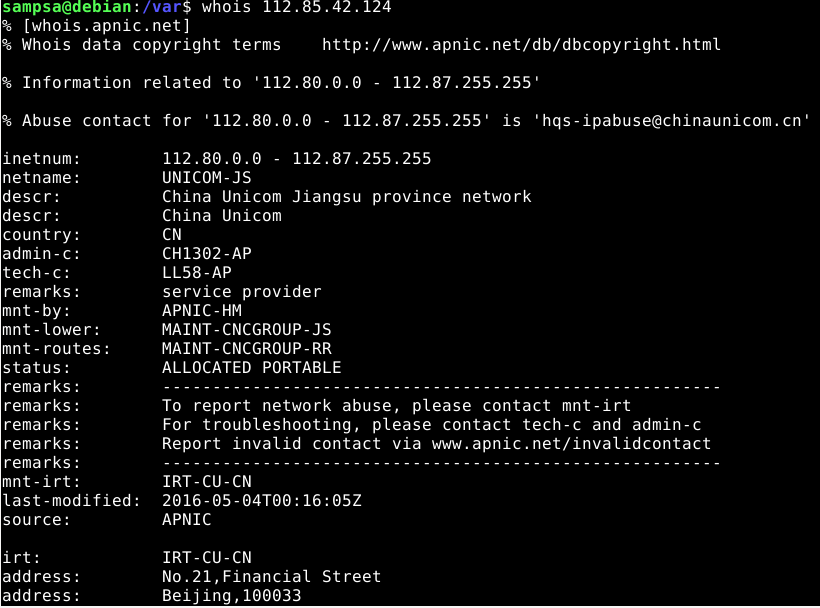 sampsa@debian:/var$ whois 112.85.42.124
% [whois.apnic.net]
% Whois data copyright terms    http://www.apnic.net/db/dbcopyright.html

% Information related to '112.80.0.0 - 112.87.255.255'

% Abuse contact for '112.80.0.0 - 112.87.255.255' is 'hqs-ipabuse@chinaunicom.cn'

inetnum:        112.80.0.0 - 112.87.255.255
netname:        UNICOM-JS
descr:          China Unicom Jiangsu province network
descr:          China Unicom
country:        CN
admin-c:        CH1302-AP
tech-c:         LL58-AP
remarks:        service provider
mnt-by:         APNIC-HM
mnt-lower:      MAINT-CNCGROUP-JS
mnt-routes:     MAINT-CNCGROUP-RR
status:         ALLOCATED PORTABLE
remarks:        --------------------------------------------------------
remarks:        To report network abuse, please contact mnt-irt
remarks:        For troubleshooting, please contact tech-c and admin-c
remarks:        Report invalid contact via www.apnic.net/invalidcontact
remarks:        --------------------------------------------------------
mnt-irt:        IRT-CU-CN
last-modified:  2016-05-04T00:16:05Z
source:         APNIC

irt:            IRT-CU-CN
address:        No.21,Financial Street
address:        Beijing,100033